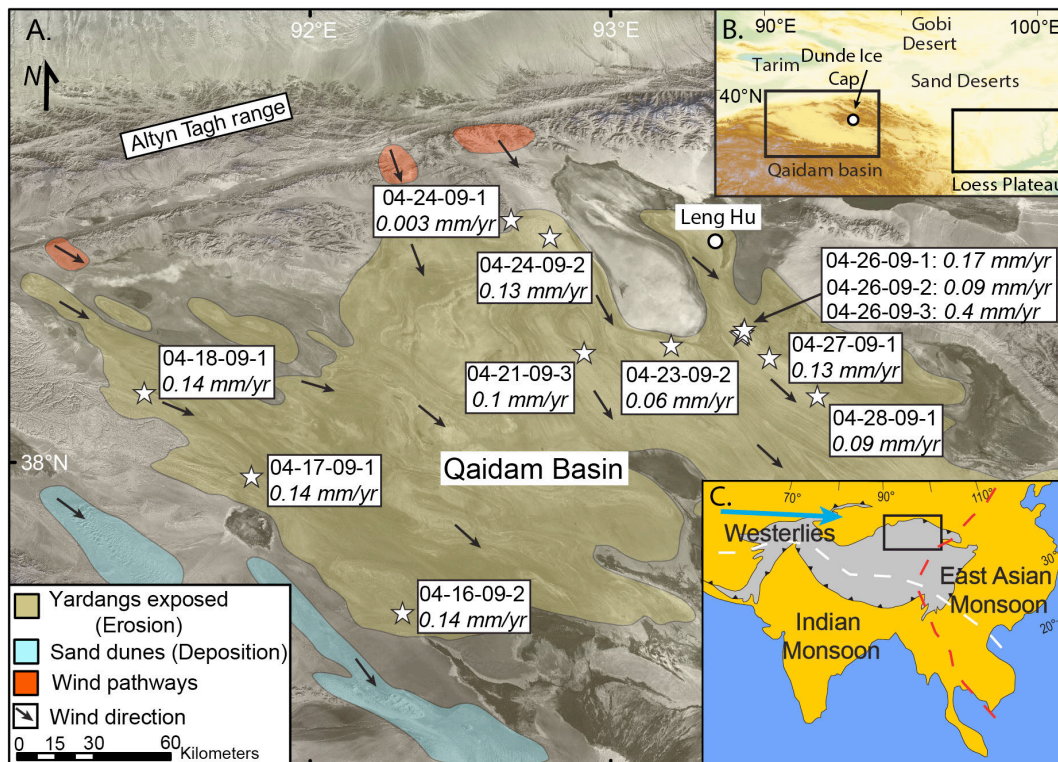 A.
92°E
93°E
N
Altyn Tagh range
04-24-09-1
0.003 mm/yr
04-24-09-2
0.13 mm/yr
Leng Hu
04-26-09-1: 0.17 mm/yr
04-26-09-2: 0.09 mm/yr
04-26-09-3: 0.4 mm/yr
04-18-09-1
0.14 mm/yr
04-21-09-3
0.1 mm/yr
04-23-09-2
0.06 mm/yr
04-27-09-1
0.13 mm/yr
04-28-09-1
0.09 mm/yr
38°N
04-17-09-1
0.14 mm/yr
Qaidam Basin
04-16-09-2
0.14 mm/yr
Yardangs exposed
(Erosion)
Sand dunes (Deposition)
Wind pathways
Wind direction
0 15 30 60
Kilometers
B.
90°E
100°E
Gobi
Desert
Dunde Ice
Cap
Tarim
Sand Deserts
40°N
Qaidam basin
Loess Plateau
C.
70°
90°
110°
Westerlies
30°
East Asian
Monsoon
20°
Indian
Monsoon